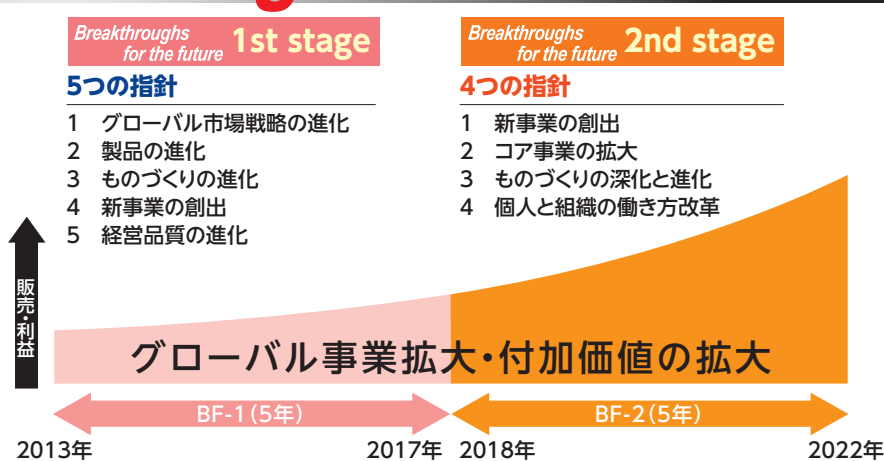 Breakthroughs
for the future 1st stage
5つの指針
1 グローバル市場戦略の進化
2 製品の進化
3 ものづくりの進化
4 新事業の創出
5 経営品質の進化
Breakthroughs
for the future 2nd stage
4つの指針
1 新事業の創出
2 コア事業の拡大
3 ものづくりの深化と進化
4 個人と組織の働き方改革
販売・利益
グローバル事業拡大・付加価値の拡大
BF-1(5年)
BF-2(5年)
2013年
2017年
2018年
2022年